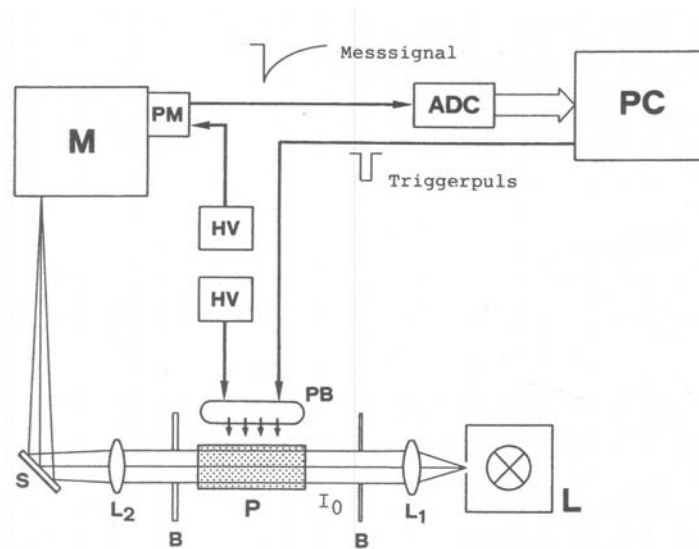 Messsignal
PM
ADC
PC
M
Triggerpuls
HV
HV
PB
S
L2
B
P
I0
B
L1
L